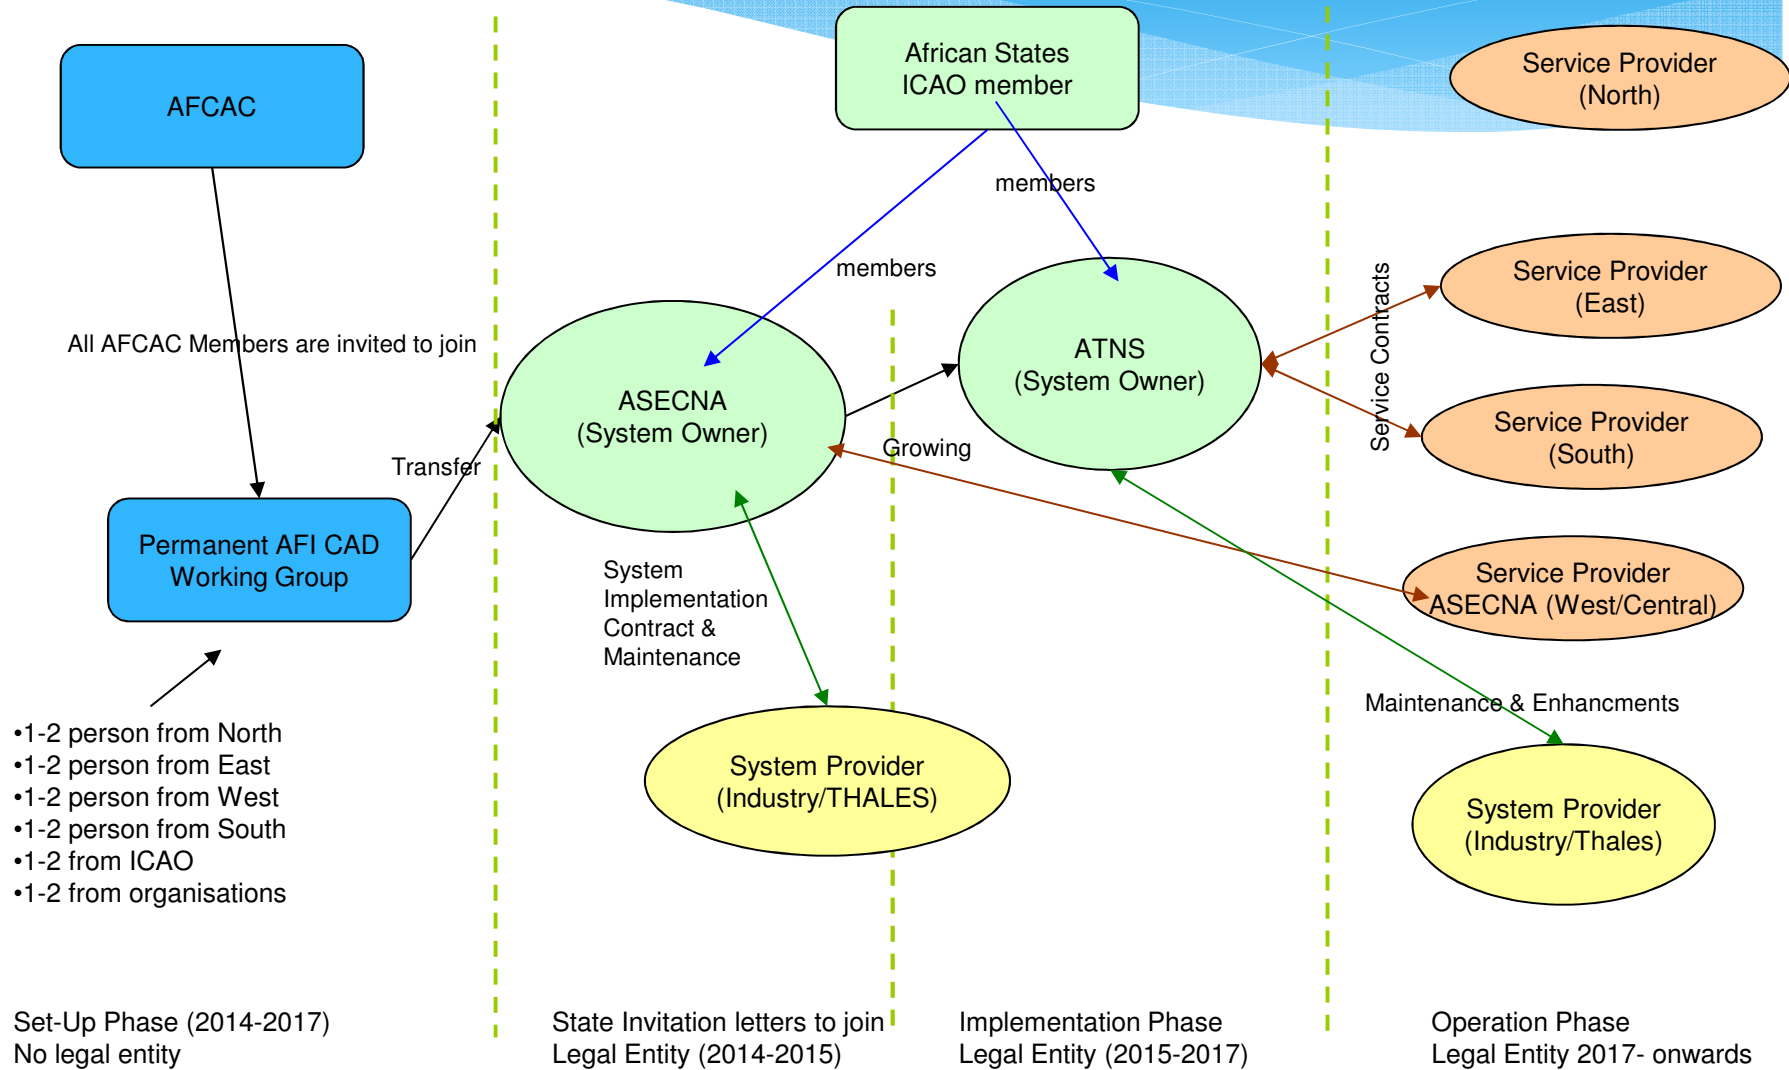 AFCAC
African States
ICAO member
Service Provider
(North)
members
members
Service Provider
(East)
All AFCAC Members are invited to join
ASECNA
(System Owner)
ATNS
(System Owner)
Service Contracts
Service Provider
(South)
Transfer
Growing
Permanent AFI CAD
Working Group
System
Implementation
Contract &
Maintenance
Service Provider
ASECNA (West/Central)
Maintenance & Enhancments
•1-2 person from North
•1-2 person from East
•1-2 person from West
•1-2 person from South
•1-2 from ICAO
•1-2 from organisations
System Provider
(Industry/THALES)
System Provider
(Industry/Thales)
Set-Up Phase (2014-2017)
No legal entity
State Invitation letters to join
Legal Entity (2014-2015)
Implementation Phase
Legal Entity (2015-2017)
Operation Phase
Legal Entity 2017- onwards